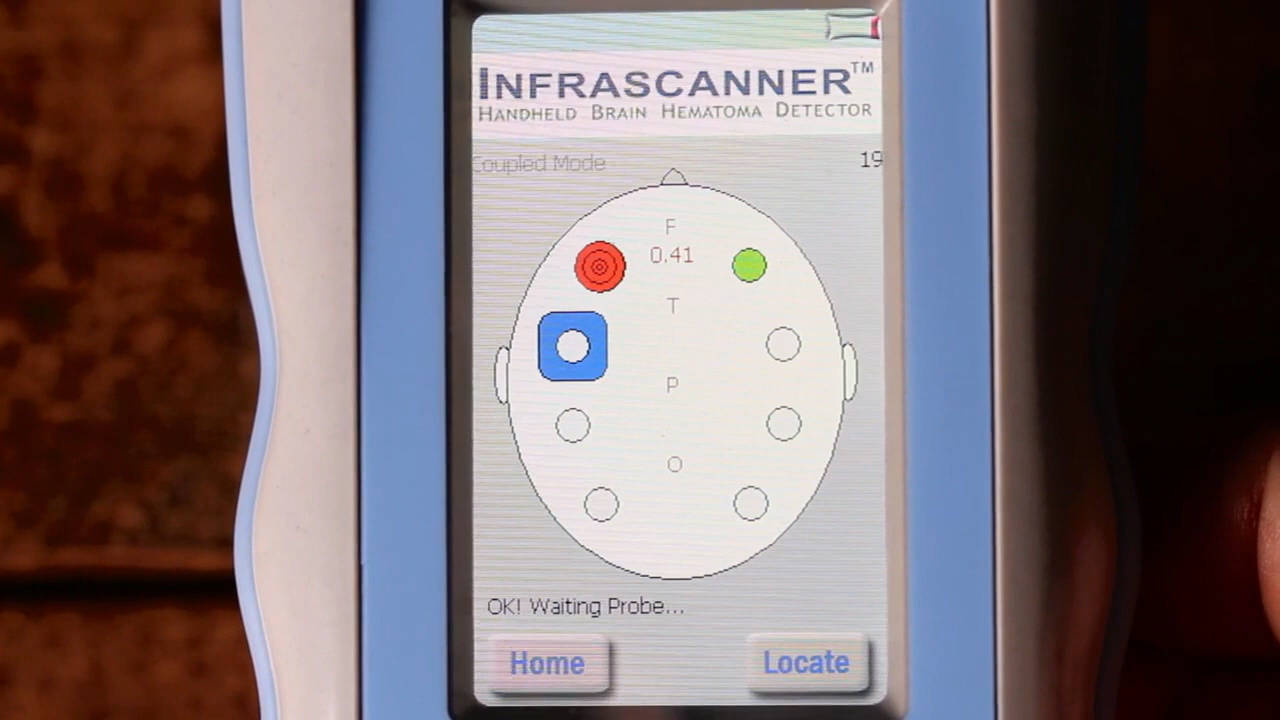 INFRASCANNER™
HANDHELD BRAIN HEMATOMA DETECTOR
Coupled Mode 19
F
0.41
T
P
O
OK! Waiting Probe...
Home Locate